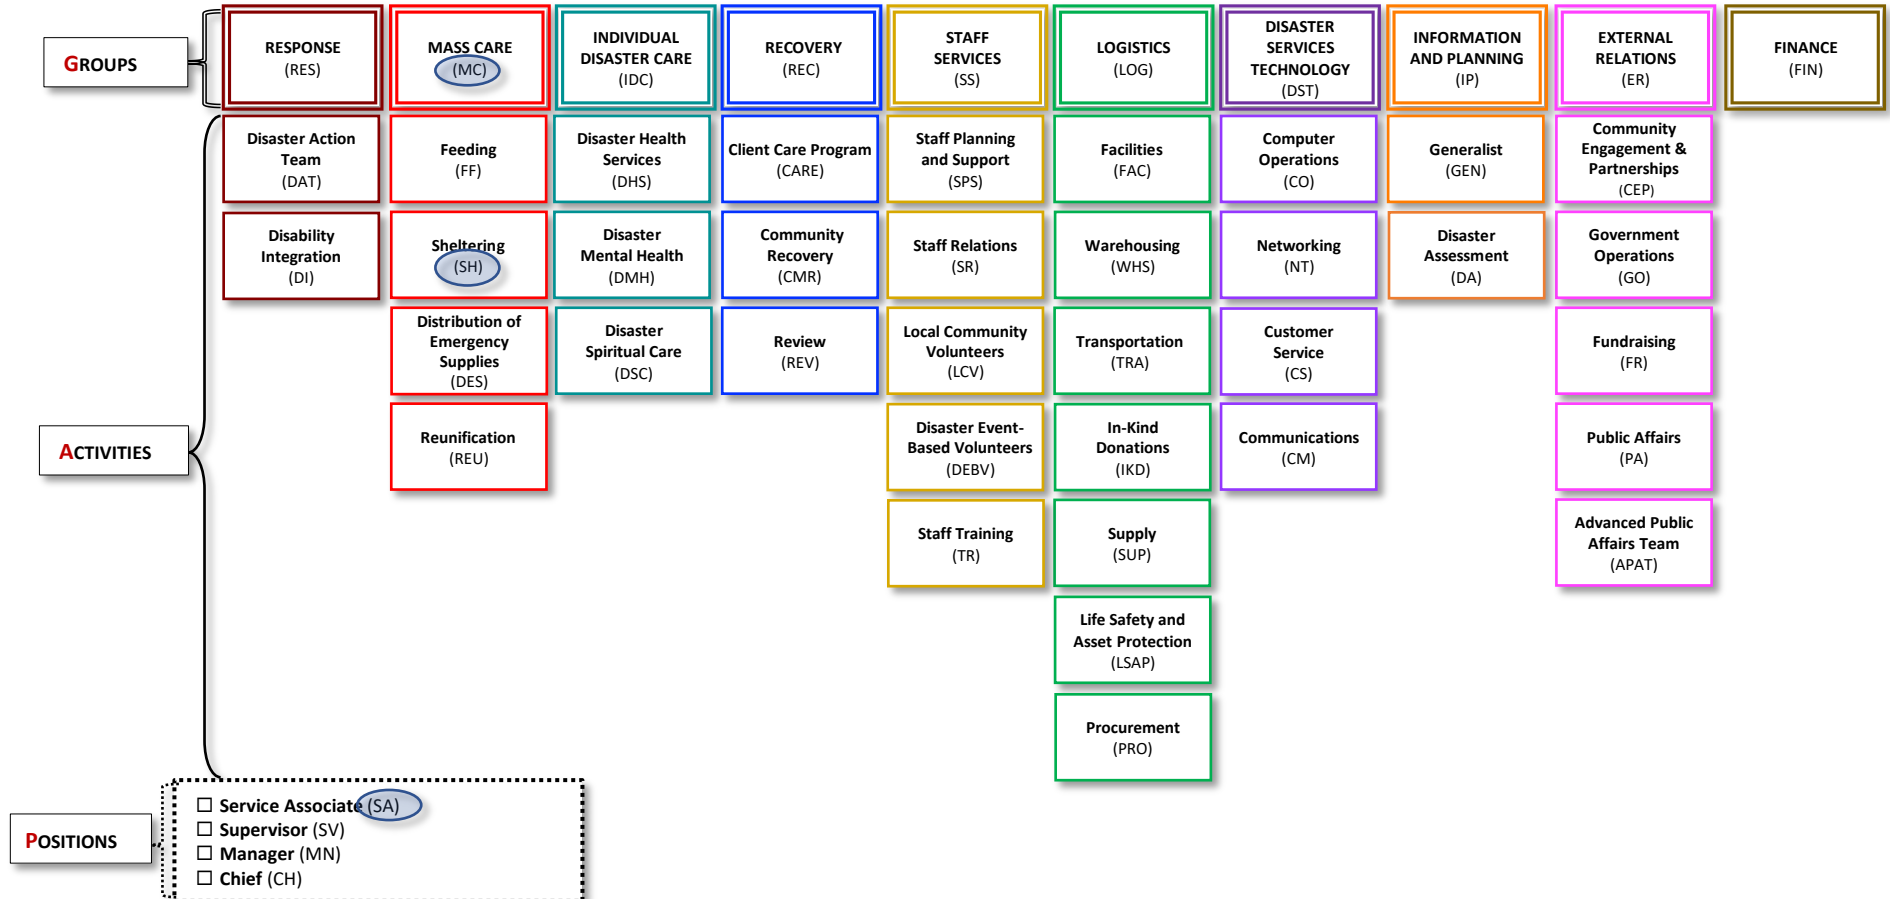 GROUPS
RESPONSE
(RES)
MASS CARE
(MC)
INDIVIDUAL
DISASTER CARE
(IDC)
RECOVERY
(REC)
STAFF
SERVICES
(SS)
LOGISTICS
(LOG)
DISASTER
SERVICES
TECHNOLOGY
(DST)
INFORMATION
AND PLANNING
(IP)
EXTERNAL
RELATIONS
(ER)
FINANCE
(FIN)
ACTIVITIES
Disaster Action
Team
(DAT)
Feeding
(FF)
Disaster Health
Services
(DHS)
Client Care Program
(CARE)
Staff Planning
and Support
(SPS)
Facilities
(FAC)
Computer
Operations
(CO)
Generalist
(GEN)
Community
Engagement &
Partnerships
(CEP)
Disability
Integration
(DI)
Sheltering
(SH)
Disaster
Mental Health
(DMH)
Community
Recovery
(CMR)
Staff Relations
(SR)
Warehousing
(WHS)
Networking
(NT)
Disaster
Assessment
(DA)
Government
Operations
(GO)
Distribution of
Emergency
Supplies
(DES)
Disaster
Spiritual Care
(DSC)
Review
(REV)
Local Community
Volunteers
(LCV)
Transportation
(TRA)
Customer
Service
(CS)
Fundraising
(FR)
Reunification
(REU)
Disaster Event-
Based Volunteers
(DEBV)
In-Kind
Donations
(IKD)
Communications
(CM)
Public Affairs
(PA)
Staff Training
(TR)
Supply
(SUP)
Advanced Public
Affairs Team
(APAT)
Life Safety and
Asset Protection
(LSAP)
Procurement
(PRO)
POSITIONS
☐ Service Associate (SA)
☐ Supervisor (SV)
☐ Manager (MN)
☐ Chief (CH)